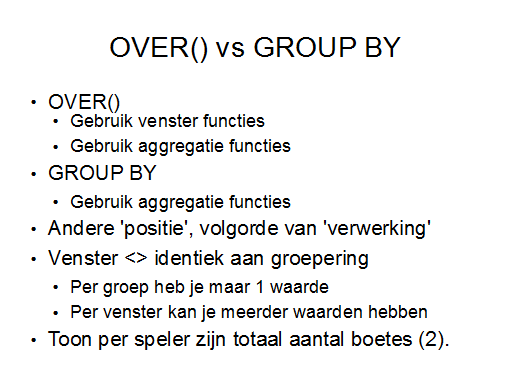 OVER() vs GROUP BY
• OVER()
• Gebruik venster functies
• Gebruik aggregatie functies
• GROUP BY
• Gebruik aggregatie functies
• Andere 'positie', volgorde van 'verwerking'
• Venster <> identiek aan groepering
• Per groep heb je maar 1 waarde
• Per venster kan je meerder waarden hebben
• Toon per speler zijn totaal aantal boetes (2).